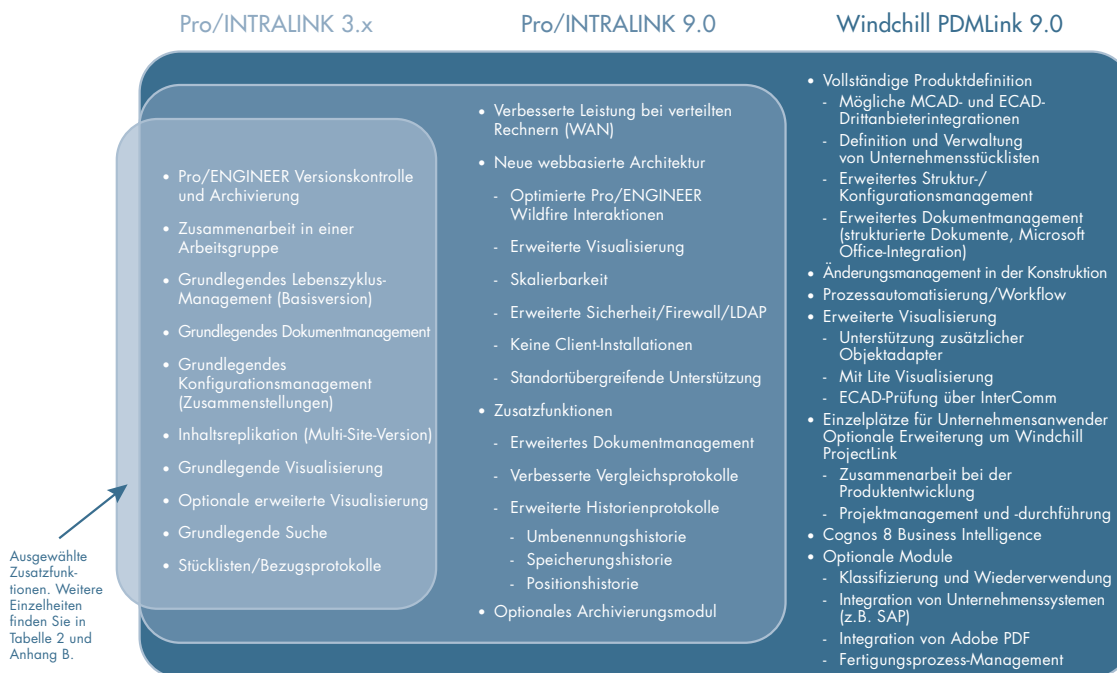 Pro/INTRALINK 3.x
Pro/INTRALINK 9.0
Windchill PDMLink 9.0
• Pro/ENGINEER Versionskontrolle
und Archivierung
• Zusammenarbeit in einer
Arbeitsgruppe
• Grundlegendes Lebenszyklus-
Management (Basisversion)
• Grundlegendes Dokumentmanagement
• Grundlegendes
Konfigurationsmanagement
(Zusammenstellungen)
• Inhaltsreplikation (Multi-Site-Version)
• Grundlegende Visualisierung
• Optionale erweiterte Visualisierung
• Grundlegende Suche
• Stücklisten/Bezugsprotokolle
• Verbesserte Leistung bei verteilten
Rechnern (WAN)
• Neue webbasierte Architektur
- Optimierte Pro/ENGINEER
Wildfire Interaktionen
- Erweiterte Visualisierung
- Skalierbarkeit
- Erweiterte Sicherheit/Firewall/LDAP
- Keine Client-Installationen
- Standortübergreifende Unterstützung
• Zusatzfunktionen
- Erweitertes Dokumentmanagement
- Verbesserte Vergleichsprotokolle
- Erweiterte Historienprotokolle
- Umbenennungshistorie
- Speicherungshistorie
- Positionshistorie
• Optionales Archivierungsmodul
• Vollständige Produktdefinition
- Mögliche MCAD- und ECAD-
Drittanbieterintegrationen
- Definition und Verwaltung
von Unternehmensstücklisten
- Erweitertes Struktur-/
Konfigurationsmanagement
- Erweitertes Dokumentmanagement
(strukturierte Dokumente, Microsoft
Office-Integration)
• Änderungsmanagement in der Konstruktion
• Prozessautomatisierung/Workflow
• Erweiterte Visualisierung
- Unterstützung zusätzlicher
Objektadapter
- Mit Lite Visualisierung
- ECAD-Prüfung über InterComm
• Einzelplätze für Unternehmensanwender
Optionale Erweiterung um Windchill
ProjectLink
- Zusammenarbeit bei der
Produktentwicklung
- Projektmanagement und -durchführung
• Cognos 8 Business Intelligence
• Optionale Module
- Klassifizierung und Wiederverwendung
- Integration von Unternehmenssystemen
(z.B. SAP)
- Integration von Adobe PDF
- Fertigungsprozess-Management
Ausgewählte
Zusatzfunk-
tionen. Weitere
Einzelheiten
finden Sie in
Tabelle 2 und
Anhang B.